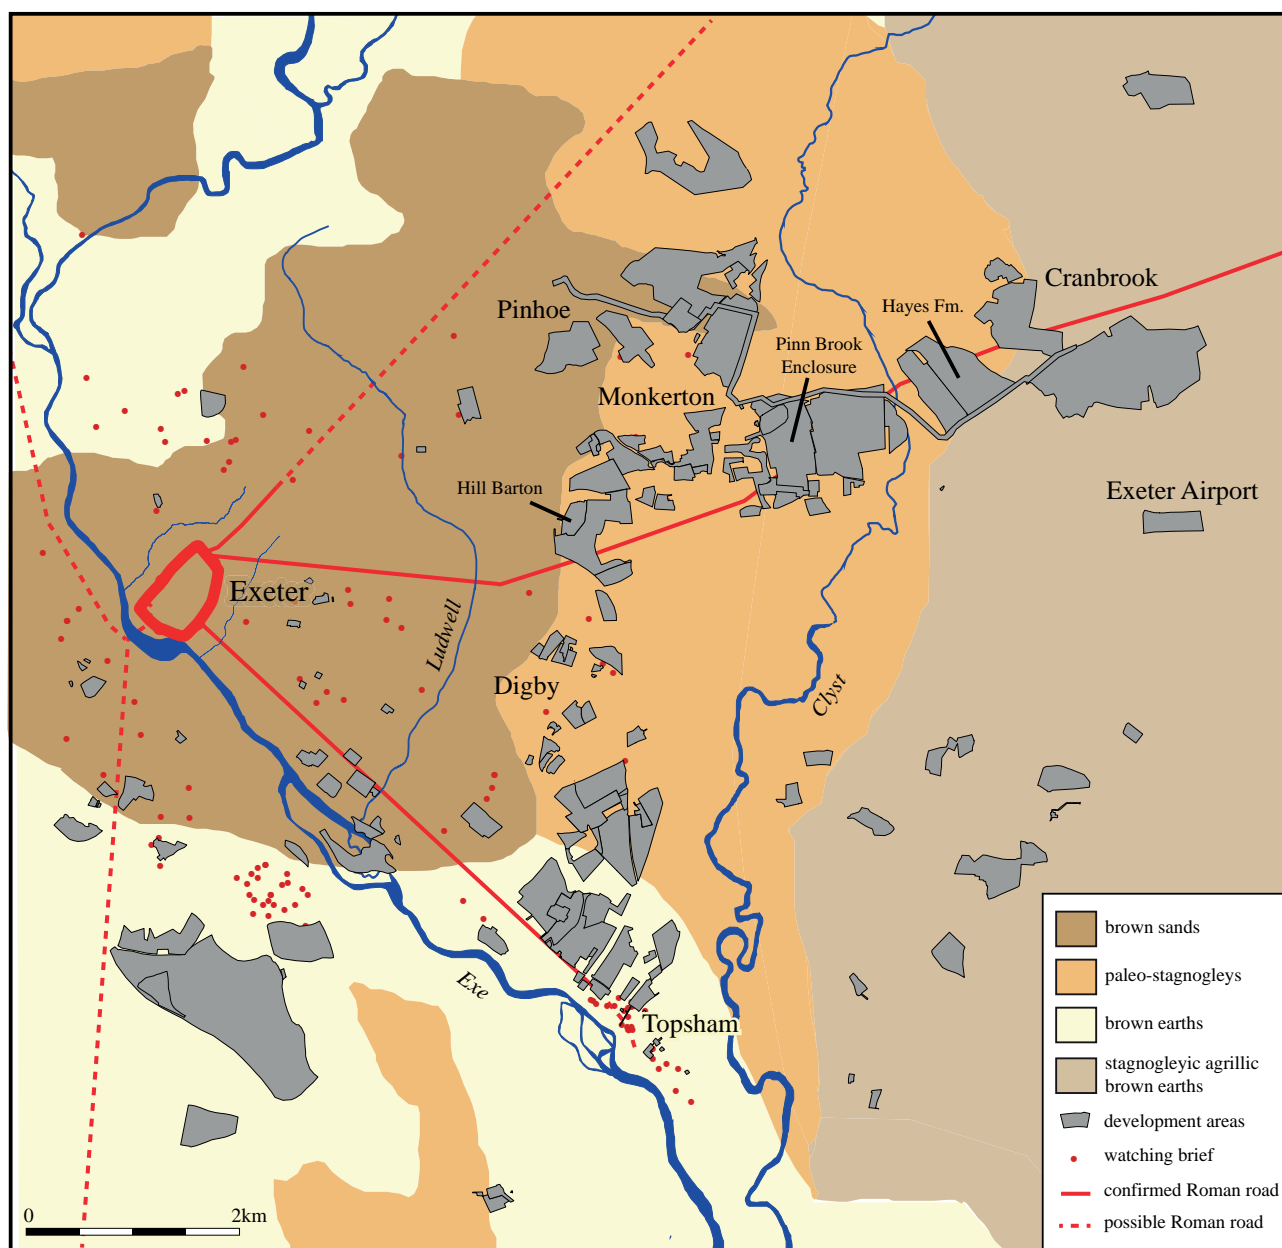 Cranbrook
Hayes Fm.
Pinhoe
Pinn Brook
Enclosure
Monkerton
Hill Barton
Exeter Airport
Exeter
Ludwell
Digby
Clyst
Exe
Topsham
brown sands
paleo-stagnogleys
brown earths
stagnogleyic agrillic
brown earths
development areas
watching brief
confirmed Roman road
possible Roman road
0 2km